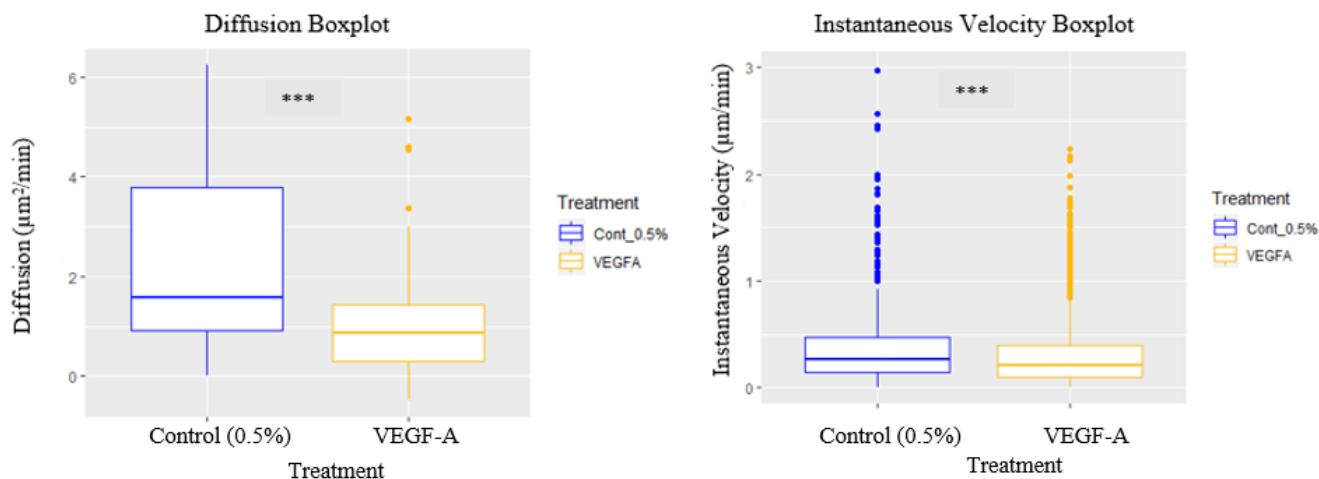 Diffusion Boxplot
Diffusion (µm²/min)
6
4
2
0
***
Control (0.5%) VEGF-A
Treatment
Treatment
Cont_0.5%
VEGFA
Instantaneous Velocity Boxplot
Instantaneous Velocity (µm/min)
3
2
1
0
***
Control (0.5%) VEGF-A
Treatment
Treatment
Cont_0.5%
VEGFA